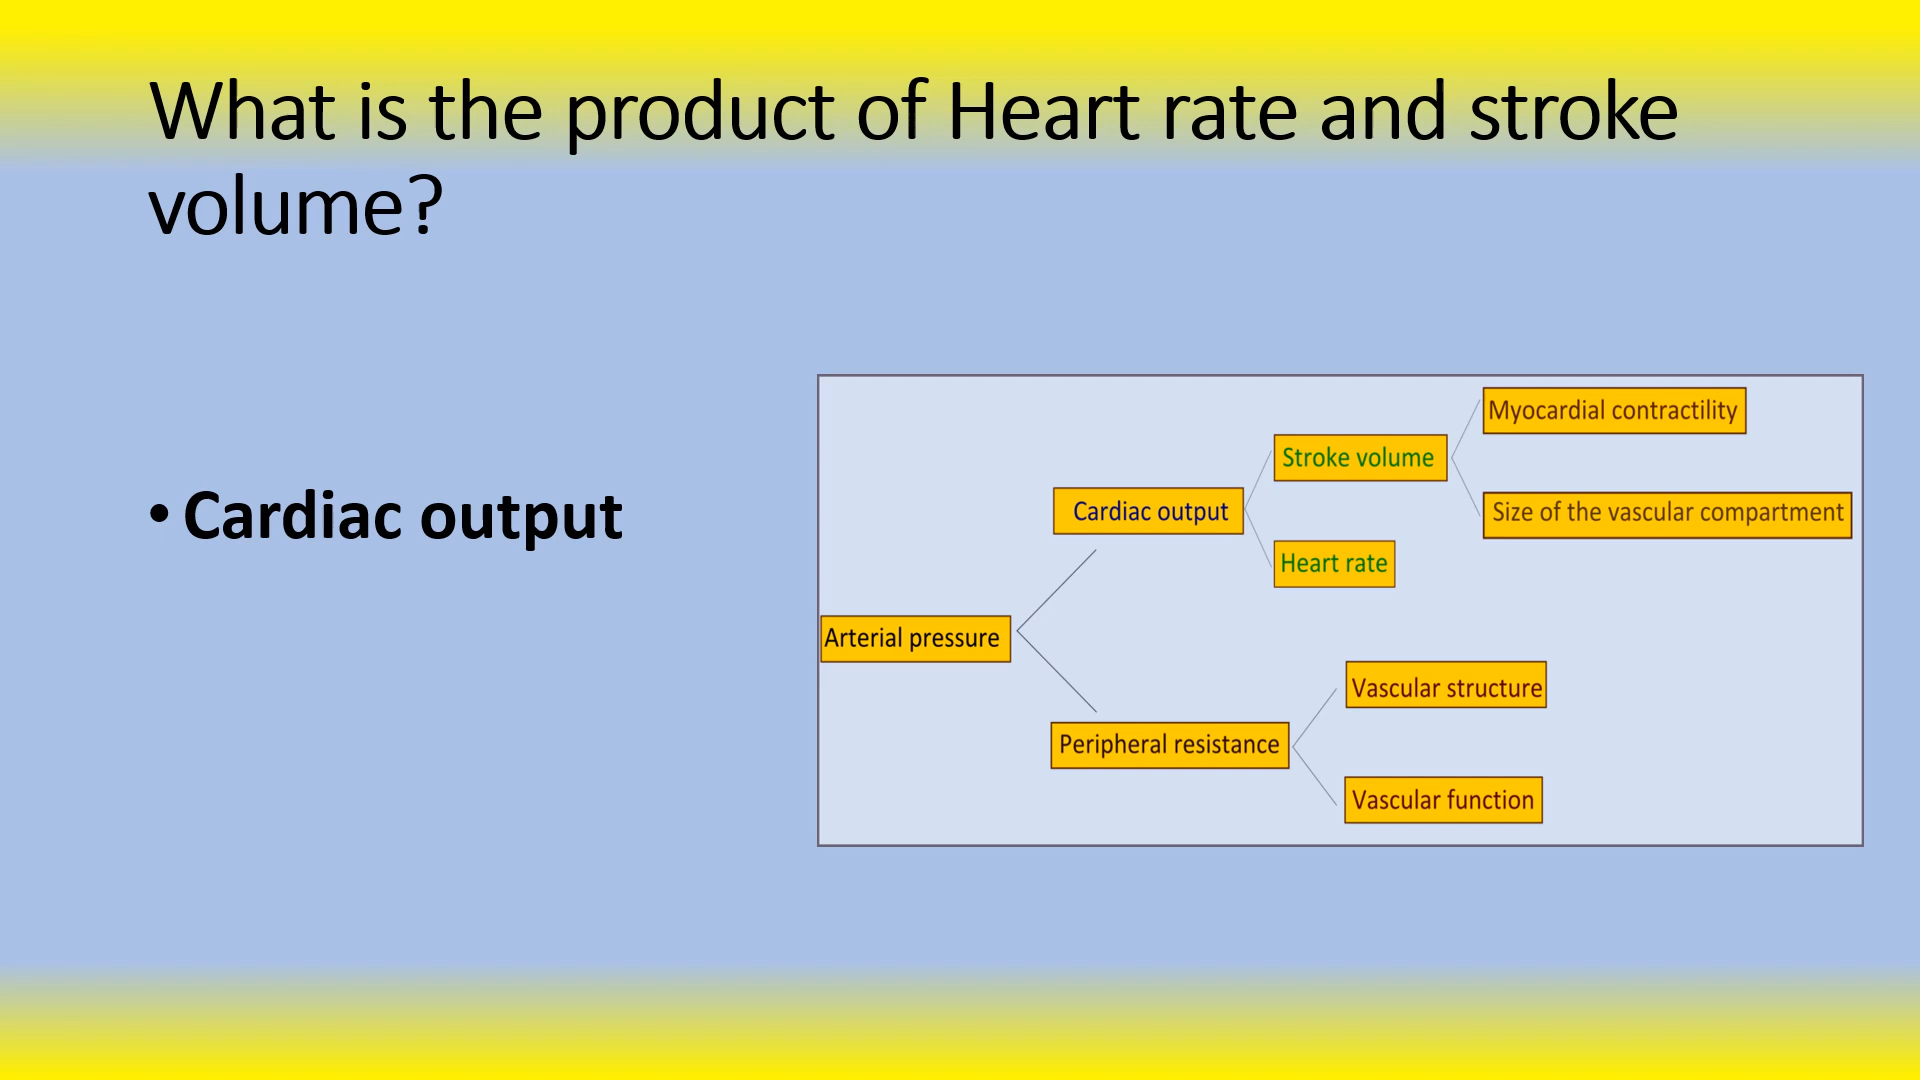 What is the product of Heart rate and stroke
volume?
• Cardiac output
Myocardial contractility
Stroke volume
Cardiac output
Size of the vascular compartment
Heart rate
Arterial pressure
Vascular structure
Peripheral resistance
Vascular function